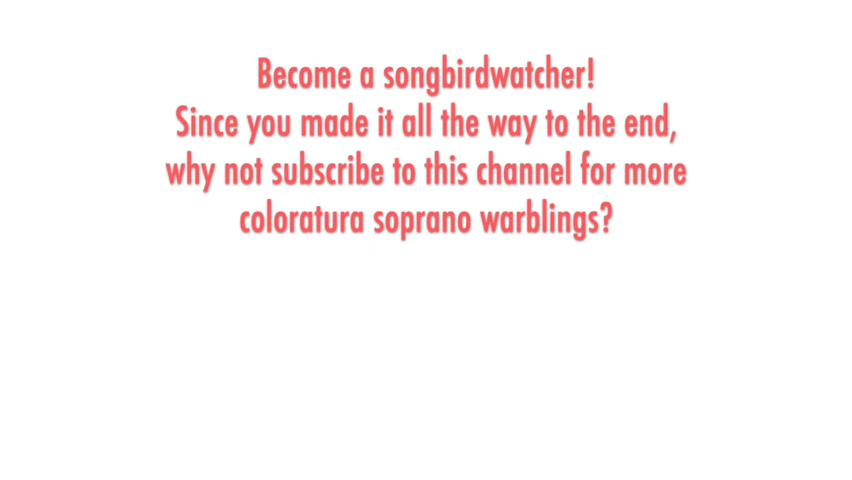 Become a songbirdwatcher!
Since you made it all the way to the end,
why not subscribe to this channel for more
coloratura soprano warblings?